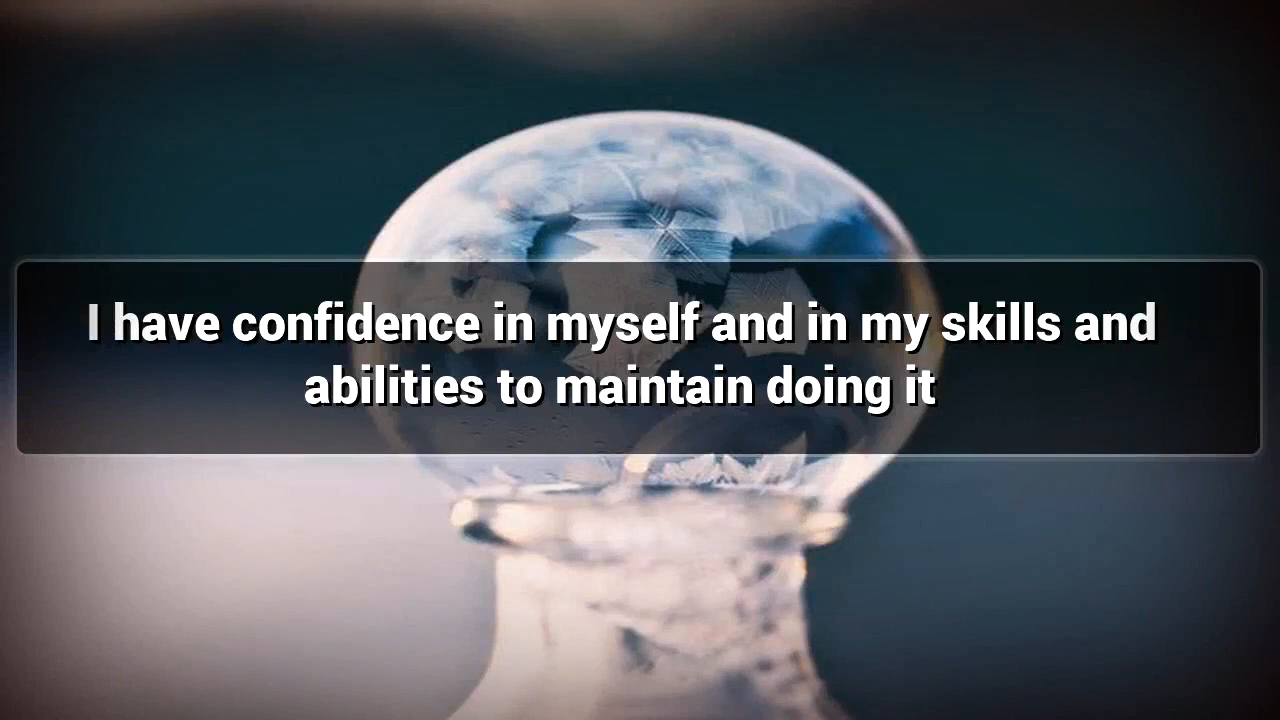 I have confidence in myself and in my skills and
abilities to maintain doing it